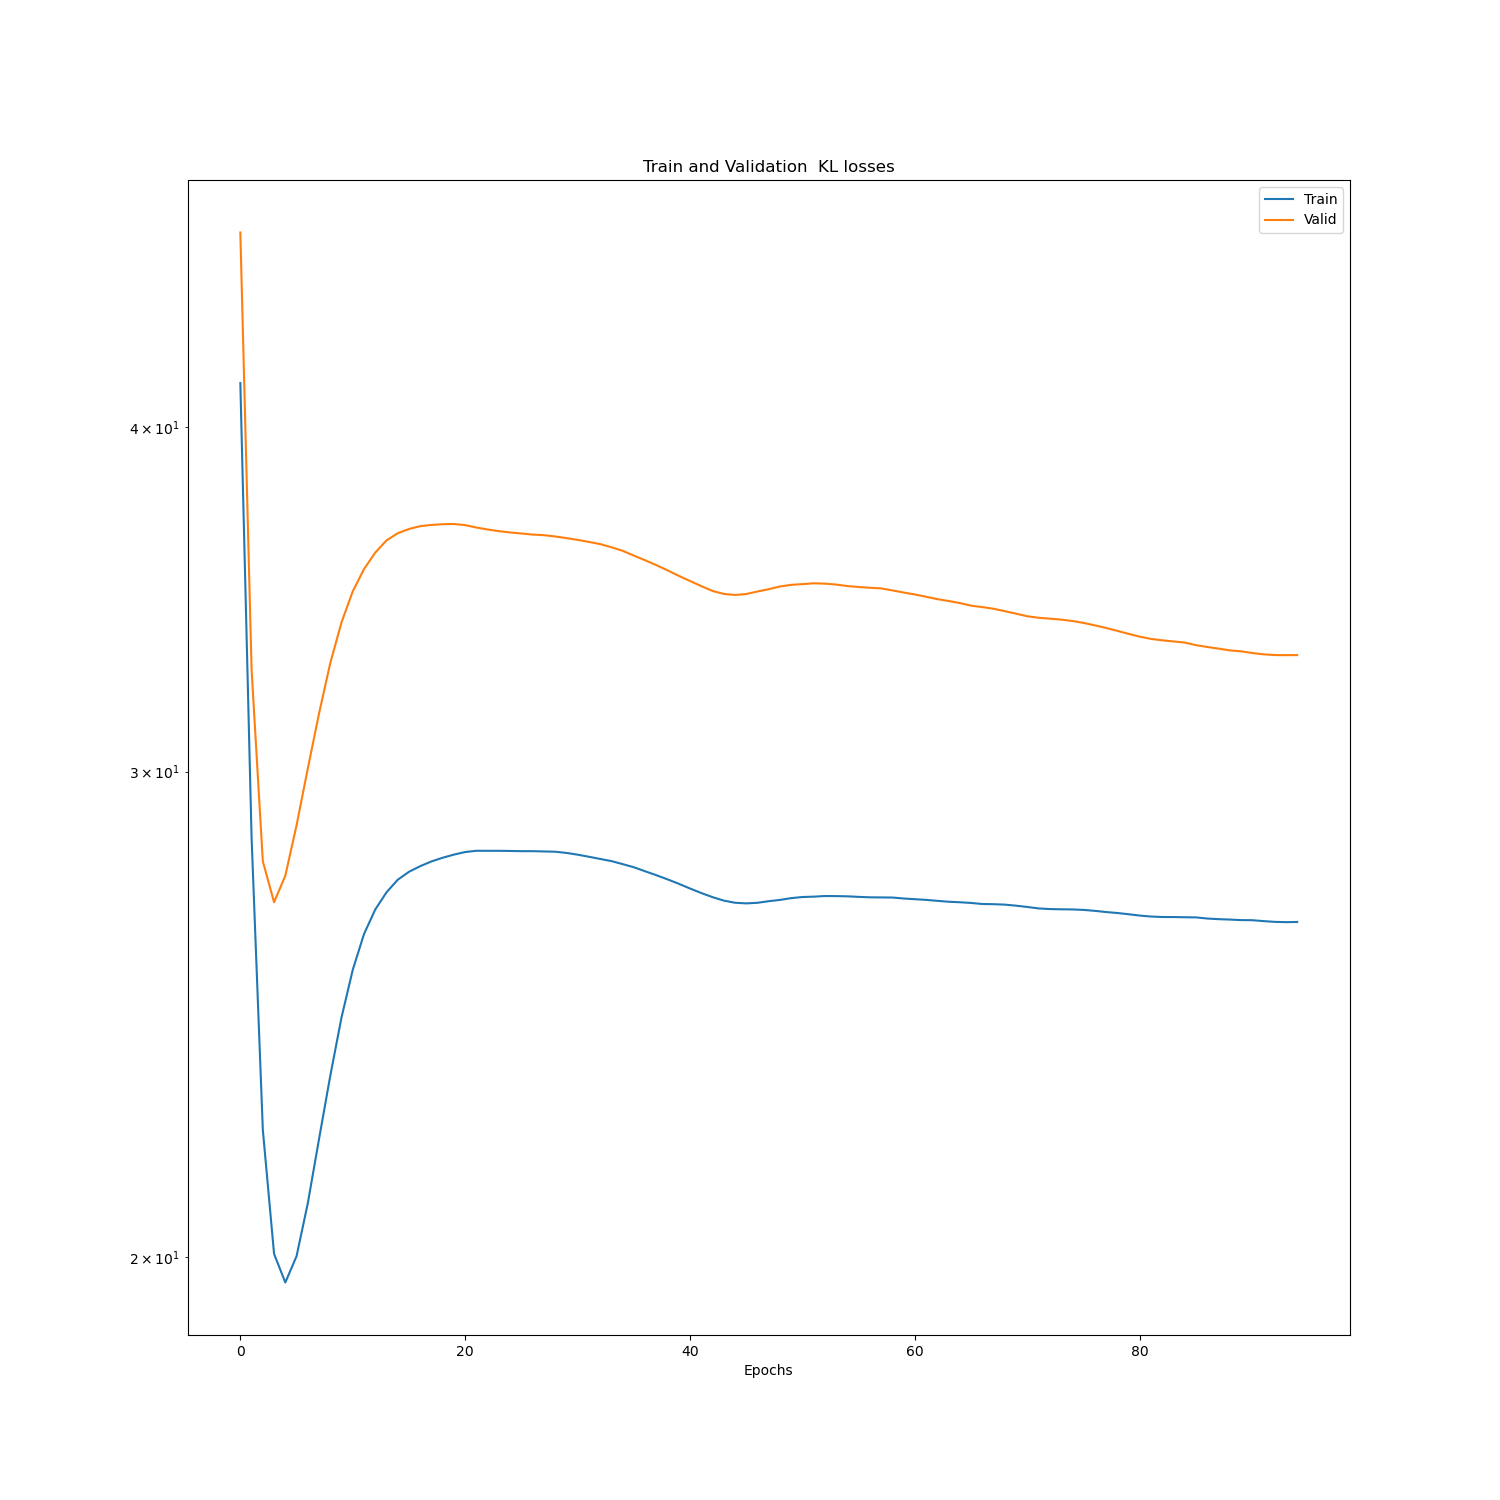 Train and Validation  KL losses
Train
Valid
4 × 10¹
3 × 10¹
2 × 10¹
0 20 40 60 80
Epochs